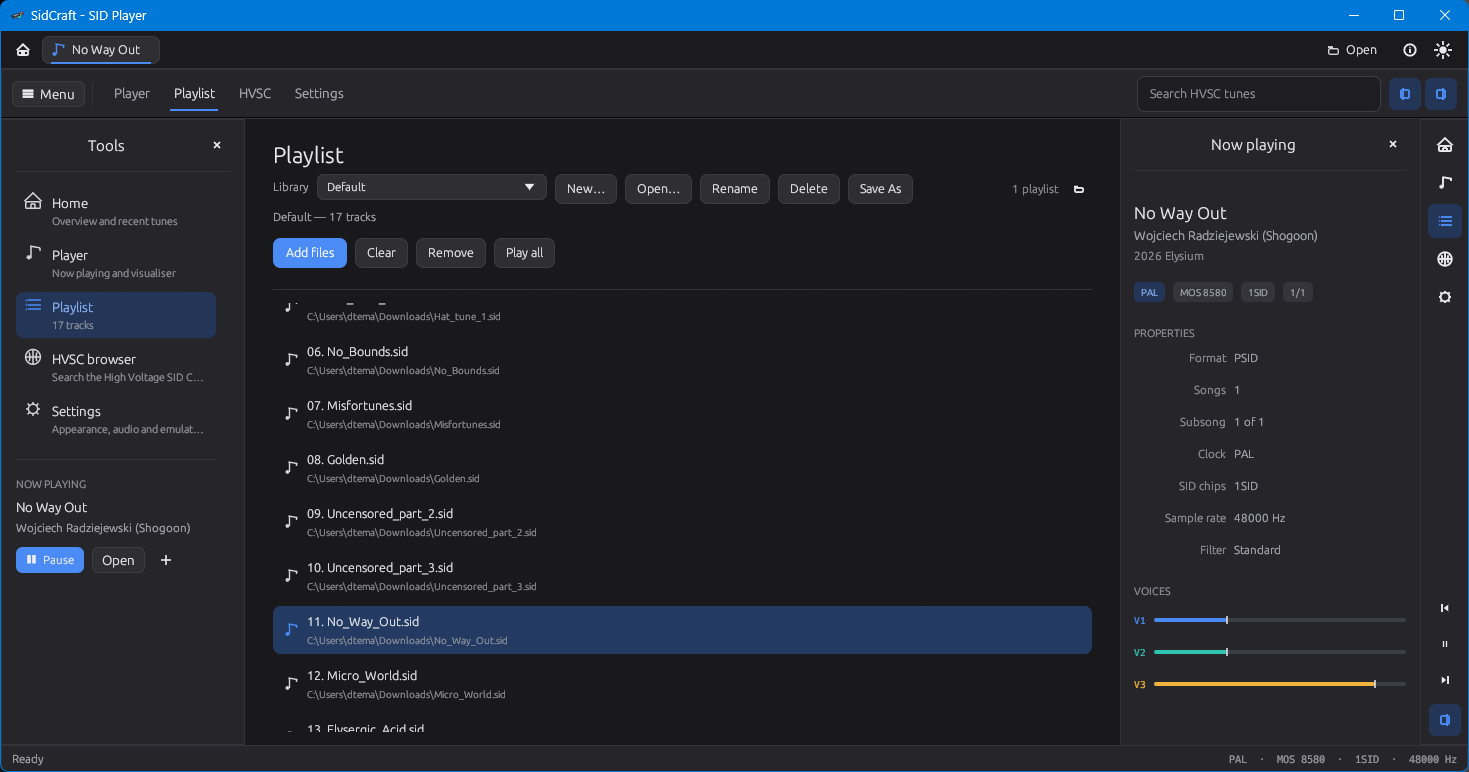 SidCraft - SID Player
No Way Out
Open
Menu
Player
Playlist
HVSC
Settings
Search HVSC tunes
Tools
Home
Overview and recent tunes
Player
Now playing and visualiser
Playlist
17 tracks
HVSC browser
Search the High Voltage SID C...
Settings
Appearance, audio and emulat...
NOW PLAYING
No Way Out
Wojciech Radziejewski (Shogoon)
Pause
Open
Playlist
Library
Default
New...
Open...
Rename
Delete
Save As
1 playlist
Default — 17 tracks
Add files
Clear
Remove
Play all
C:\Users\dtema\Downloads\Hat_tune_1.sid
06. No_Bounds.sid
C:\Users\dtema\Downloads\No_Bounds.sid
07. Misfortunes.sid
C:\Users\dtema\Downloads\Misfortunes.sid
08. Golden.sid
C:\Users\dtema\Downloads\Golden.sid
09. Uncensored_part_2.sid
C:\Users\dtema\Downloads\Uncensored_part_2.sid
10. Uncensored_part_3.sid
C:\Users\dtema\Downloads\Uncensored_part_3.sid
11. No_Way_Out.sid
C:\Users\dtema\Downloads\No_Way_Out.sid
12. Micro_World.sid
C:\Users\dtema\Downloads\Micro_World.sid
13. Elysergic_Acid.sid
Now playing
No Way Out
Wojciech Radziejewski (Shogoon)
2026 Elysium
PAL
MOS 8580
1SID
1/1
PROPERTIES
Format PSID
Songs 1
Subsong 1 of 1
Clock PAL
SID chips 1SID
Sample rate 48000 Hz
Filter Standard
VOICES
V1
V2
V3
Ready
PAL · MOS 8580 · 1SID · 48000 Hz